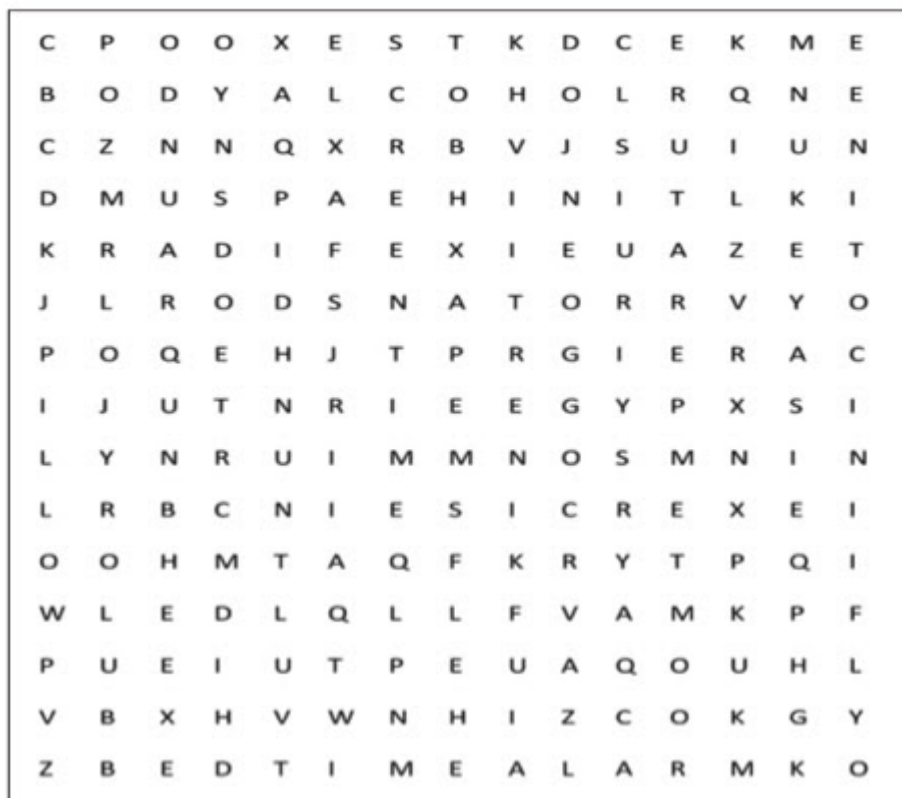 C P O O X E S T K D C E K M E
B O D Y A L C O H O L R Q N E
C Z N N Q X R B V J S U I U N
D M U S P A E H I N I T L K I
K R A D I F E X I E U A Z E T
J L R O D S N A T O R R V Y O
P O Q E H J T P R G I E R A C
I J U T N R I E E G Y P X S I
L Y N R U I M M N O S M N I N
L R B C N I E S I C R E X E I
O O H M T A Q F K R Y T P Q I
W L E D L Q L L F V A M K P F
P U E I U T P E U A Q O U H L
V B X H V W N H I Z C O K G Y
Z B E D T I M E A L A R M K O